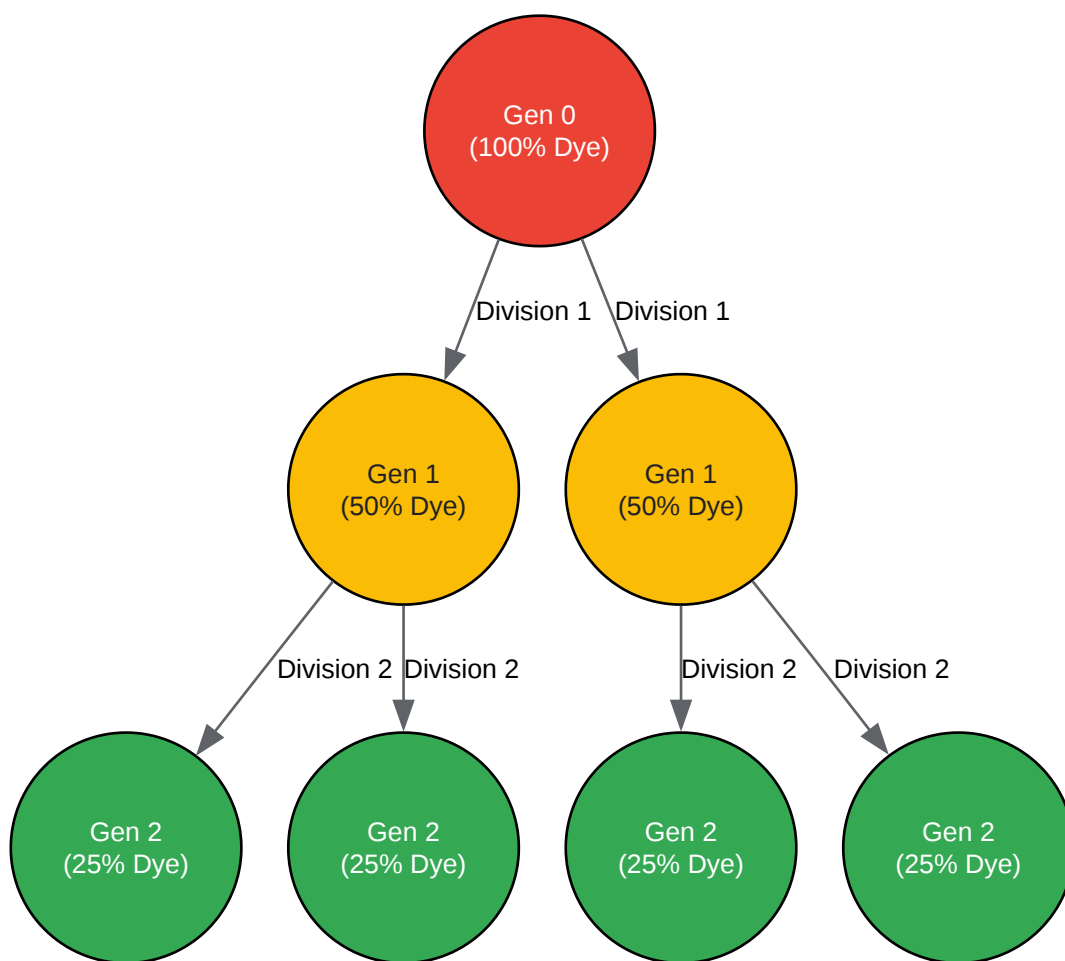 Gen 0
(100% Dye)
Division 1
Division 1
Gen 1
(50% Dye)
Gen 1
(50% Dye)
Division 2
Division 2
Division 2
Division 2
Gen 2
(25% Dye)
Gen 2
(25% Dye)
Gen 2
(25% Dye)
Gen 2
(25% Dye)